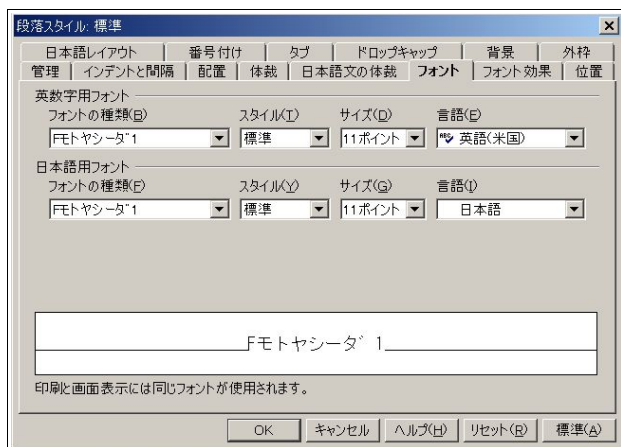 段落スタイル: 標準
日本語レイアウト 番号付け タブ ドロップキャップ 背景 外枠
管理 インデントと間隔 配置 体裁 日本語文の体裁 フォント フォント効果 位置
英数字用フォント
フォントの種類(B) スタイル(T) サイズ(D) 言語(E)
Fモトヤシーダ゛1 標準 11ポイント 英語(米国)
日本語用フォント
フォントの種類(F) スタイル(Y) サイズ(G) 言語(I)
Fモトヤシーダ゛1 標準 11ポイント 日本語
Fモトヤシーダ゛1
印刷と画面表示には同じフォントが使用されます。
OK キャンセル ヘルプ(H) リセット(R) 標準(A)